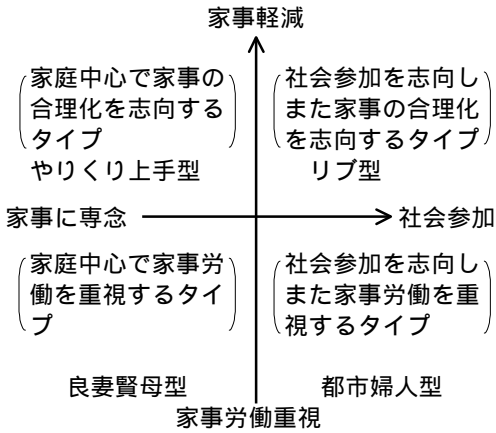 家事軽減
家庭中心で家事の
合理化を志向する
タイプ
やりくり上手型
社会参加を志向し
また家事の合理化
を志向するタイプ
リブ型
家事に専念
社会参加
家庭中心で家事労
働を重視するタイ
プ
良妻賢母型
社会参加を志向し
また家事労働を重
視するタイプ
都市婦人型
家事労働重視